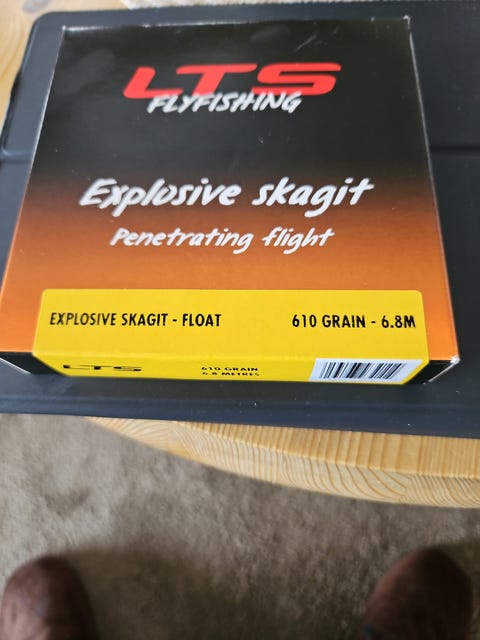 LTS
FLYFISHING
Explosive skagit
Penetrating flight
EXPLOSIVE SKAGIT - FLOAT 610 GRAIN - 6.8M
LTS 610 GRAIN
6.8 METRES